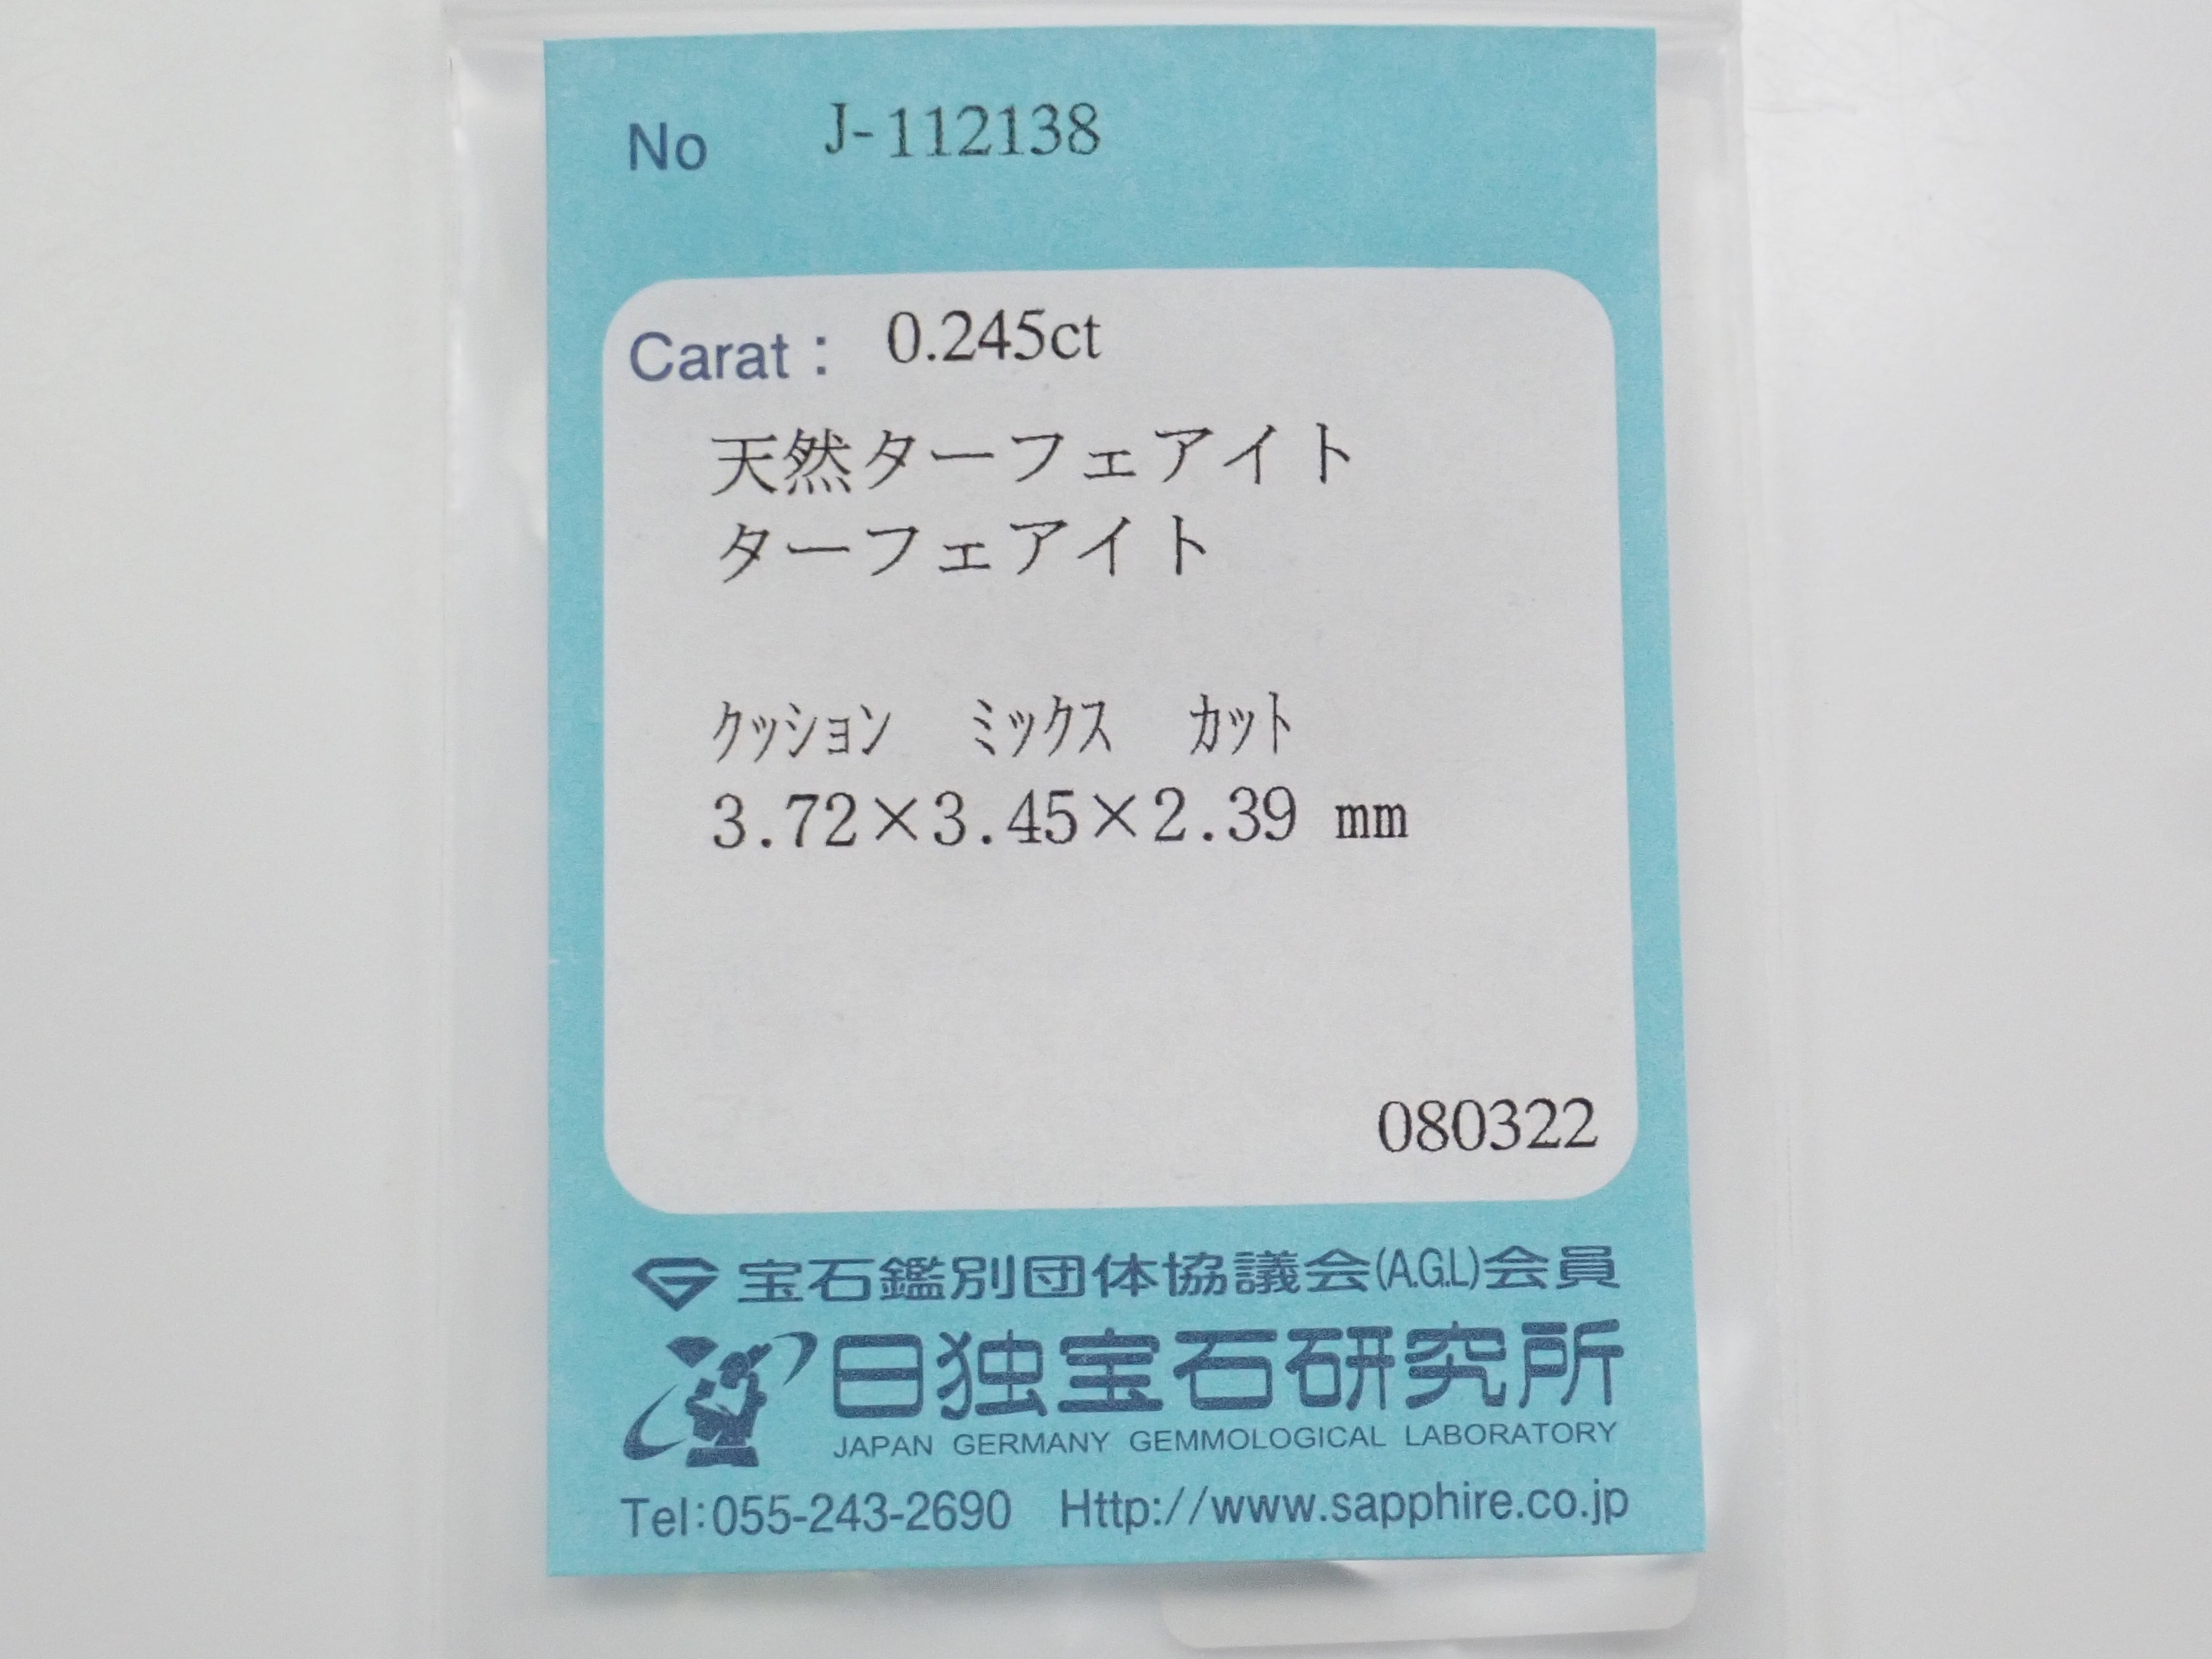 No J-112138
Carat： 0.245ct
天然ターフェアイト
ターフェアイト
ｸｯｼｮﾝ ﾐｯｸｽ ｶｯﾄ
3.72×3.45×2.39 mm
080322
宝石鑑別団体協議会(A.G.L)会員
日独宝石研究所
JAPAN GERMANY GEMMOLOGICAL LABORATORY
Tel:055-243-2690 Http://www.sapphire.co.jp